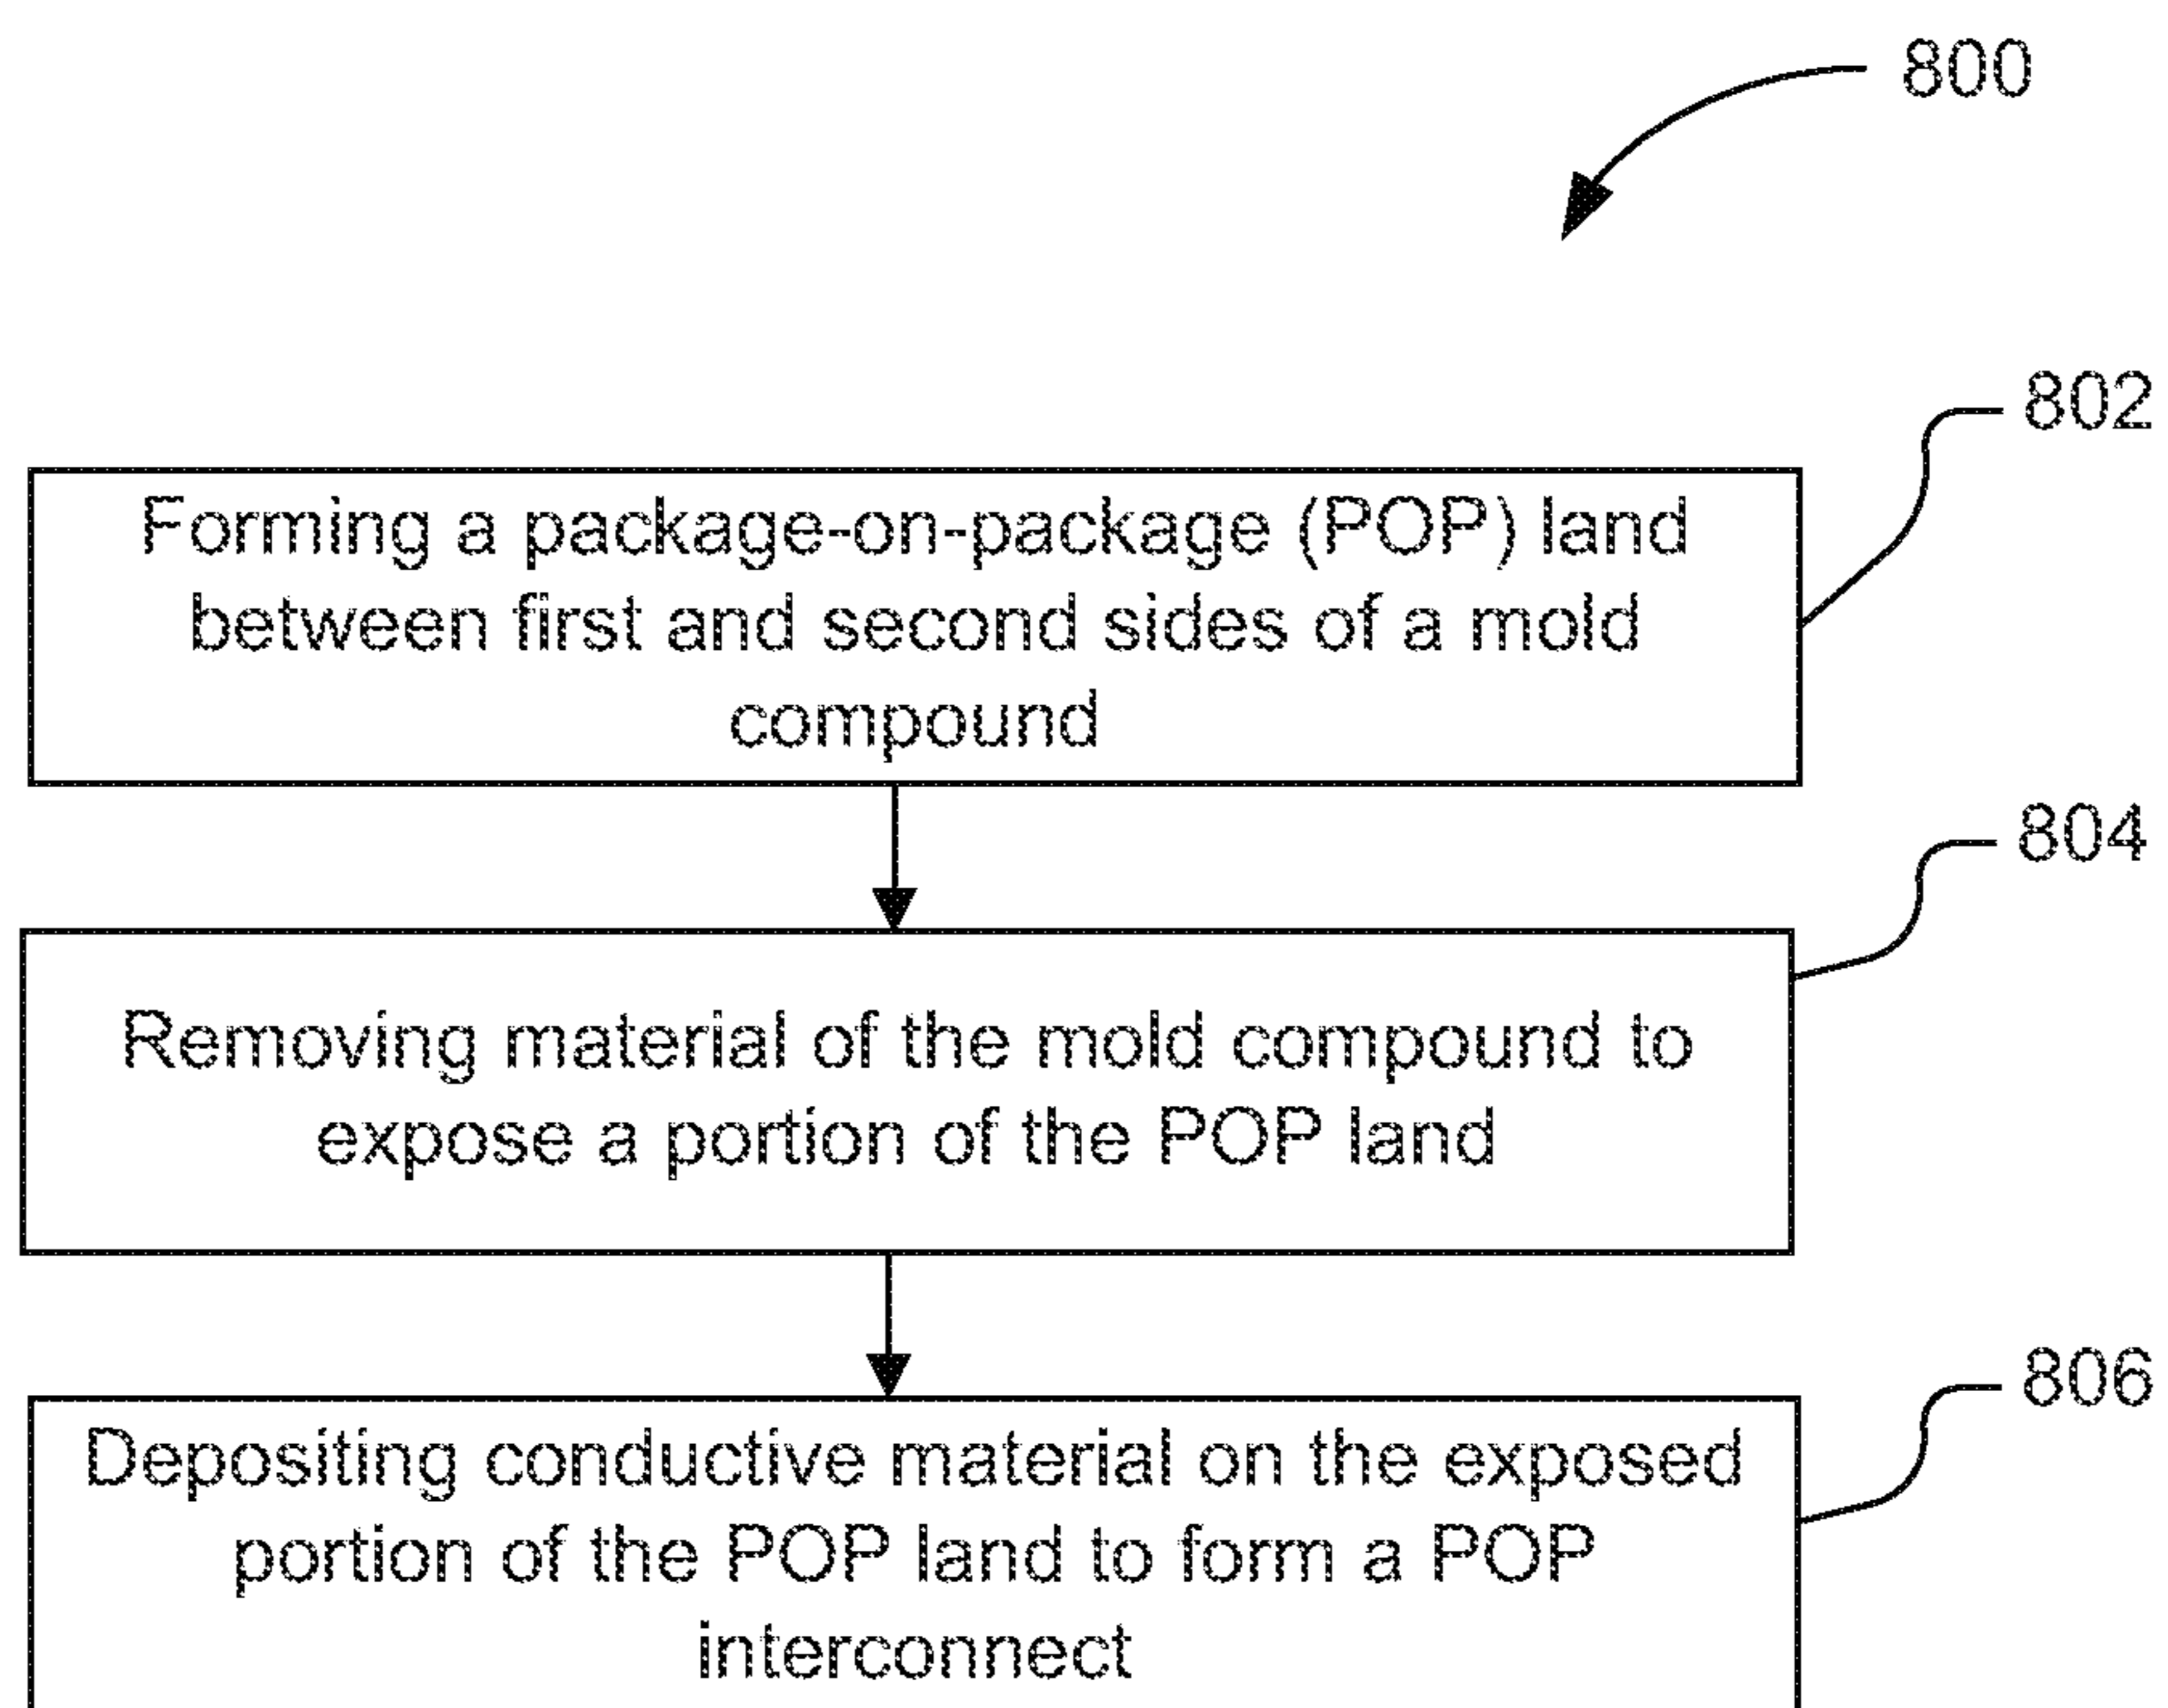 800
802
Forming a package-on-package (POP) land
between first and second sides of a mold
compound
804
Removing material of the mold compound to
expose a portion of the POP land
806
Depositing conductive material on the exposed
portion of the POP land to form a POP
interconnect